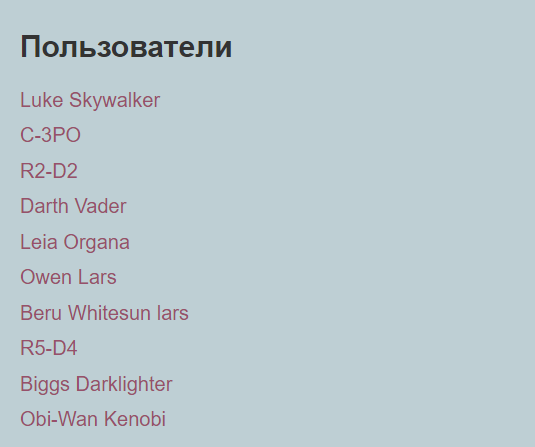 Пользователи
Luke Skywalker
C-3PO
R2-D2
Darth Vader
Leia Organa
Owen Lars
Beru Whitesun lars
R5-D4
Biggs Darklighter
Obi-Wan Kenobi